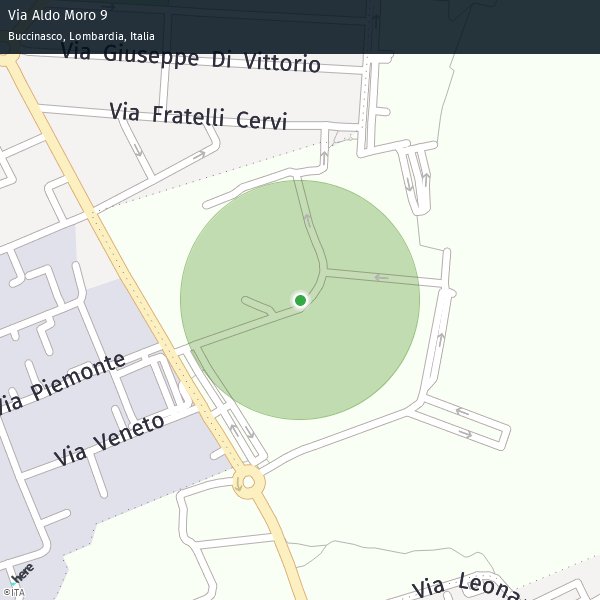 Via Aldo Moro 9
Buccinasco, Lombardia, Italia
Via Giuseppe Di Vittorio
Via Fratelli Cervi
Via Piemonte
Via Veneto
Via Leona
here
©ITA